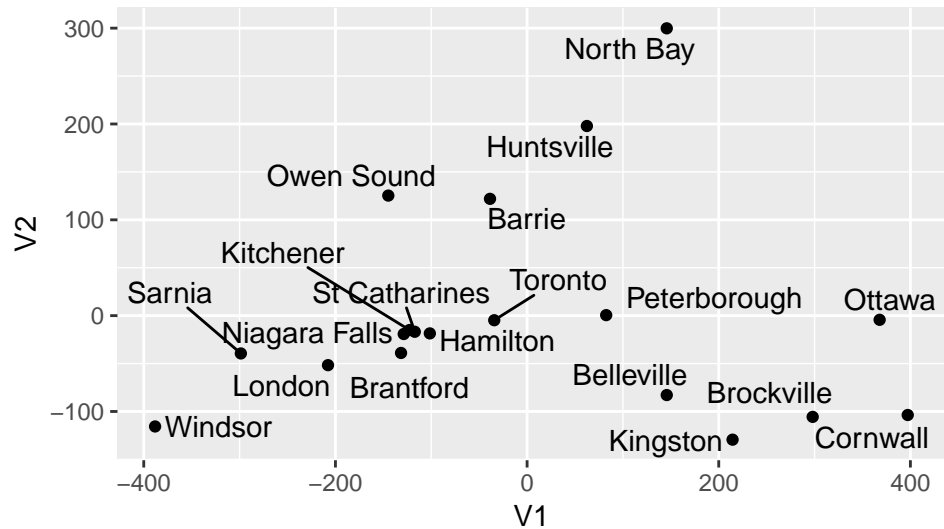 300
North Bay
200
Huntsville
Owen Sound
100
Barrie
V2
Kitchener
Sarnia
St Catharines
Toronto
Peterborough
Ottawa
0
Niagara Falls
Hamilton
London
Brantford
Belleville
Brockville
−100
Windsor
Kingston
Cornwall
−400 −200 0 200 400
V1